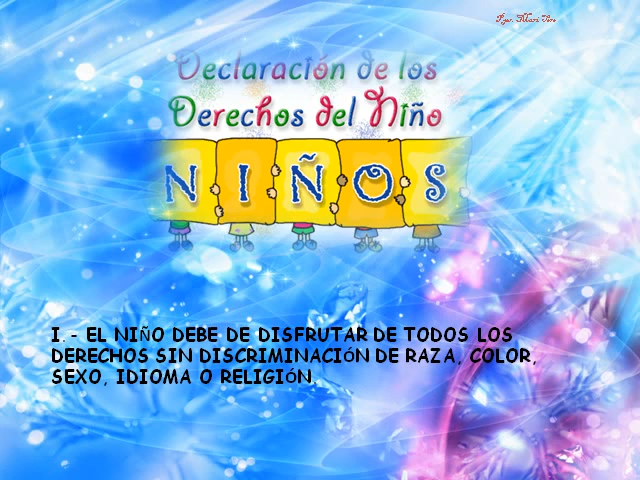 Declaración de los
Derechos del Niño
NIÑOS
I.- EL NIÑO DEBE DE DISFRUTAR DE TODOS LOS
DERECHOS SIN DISCRIMINACIÓN DE RAZA, COLOR,
SEXO, IDIOMA O RELIGIÓN